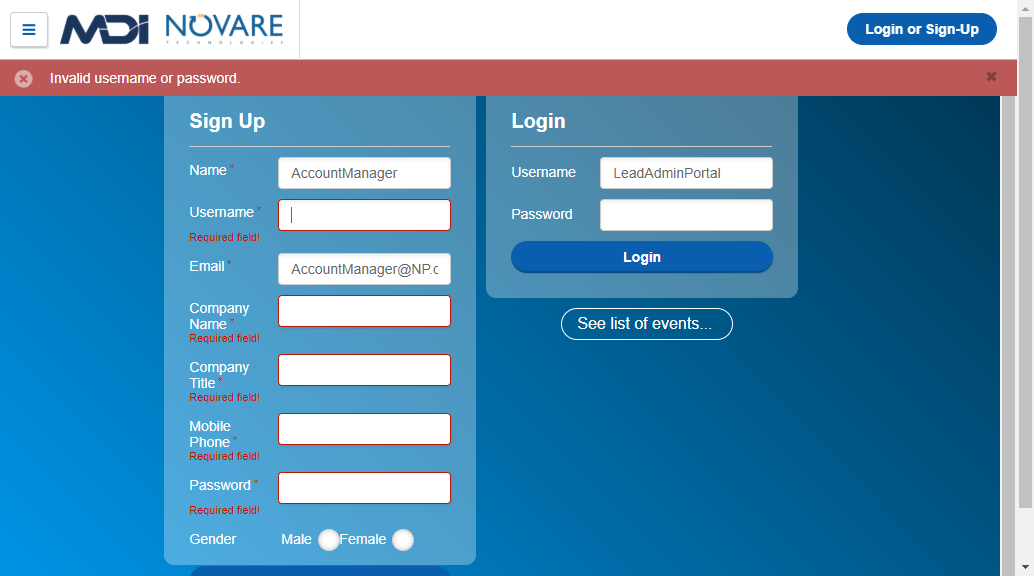 MDI NOVARE
TECHNOLOGIES
Login or Sign-Up
Invalid username or password.
Sign Up
Name *
AccountManager
Username *
Required field!
Email *
AccountManager@NP.c
Company
Name *
Required field!
Company
Title *
Required field!
Mobile
Phone *
Required field!
Password *
Required field!
Gender
Male
Female
Login
Username
LeadAdminPortal
Password
Login
See list of events...